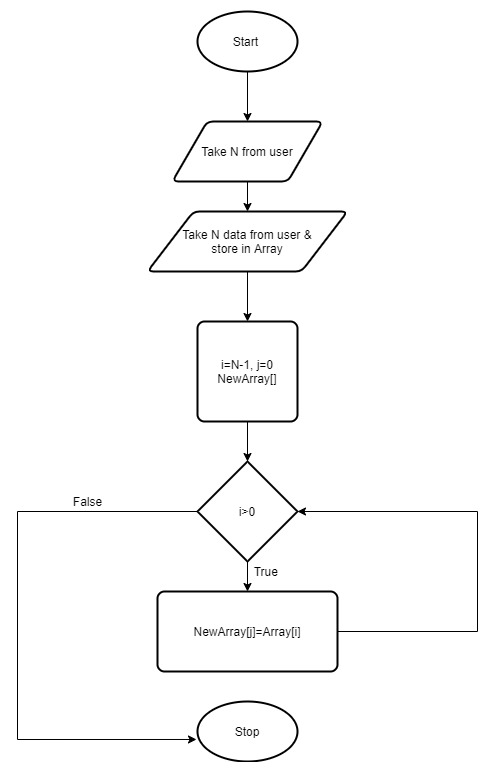 Start
Take N from user
Take N data from user &
store in Array
i=N-1, j=0
NewArray[]
i>0
False
True
NewArray[j]=Array[i]
Stop